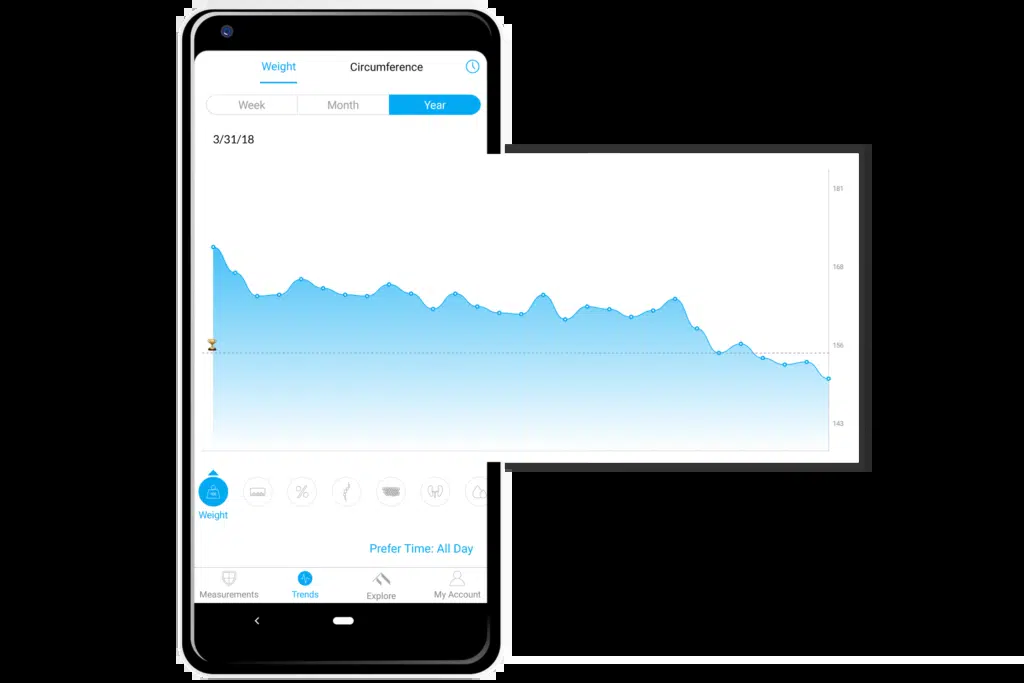 Weight Circumference
Week Month Year
3/31/18
181
168
156
143
Weight
Prefer Time: All Day
Measurements Trends Explore My Account